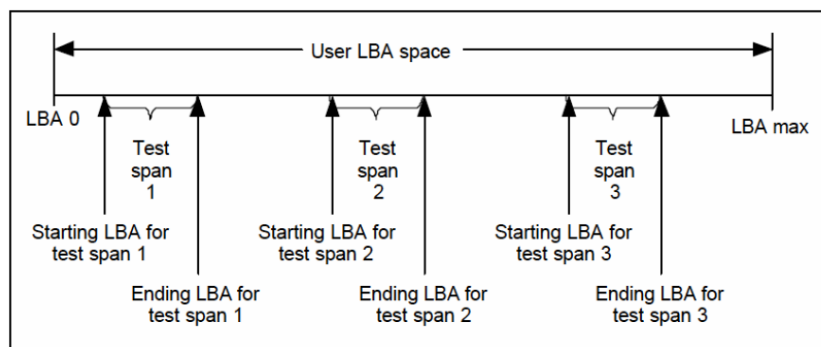 User LBA space
LBA 0
LBA max
Test
span
1
Test
span
2
Test
span
3
Starting LBA for
test span 1
Starting LBA for
test span 2
Starting LBA for
test span 3
Ending LBA for
test span 1
Ending LBA for
test span 2
Ending LBA for
test span 3